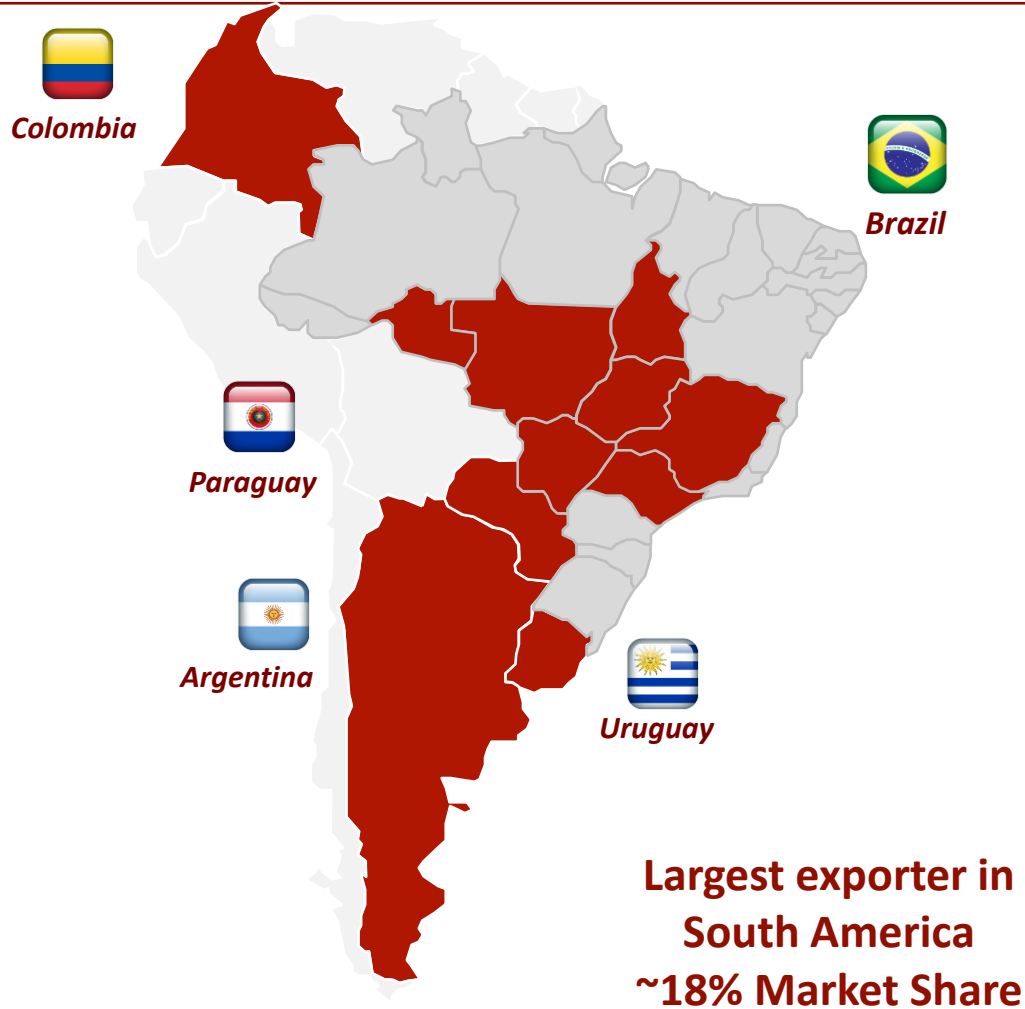 Colombia
Brazil
Paraguay
Argentina
Uruguay
Largest exporter in
South America
~18% Market Share